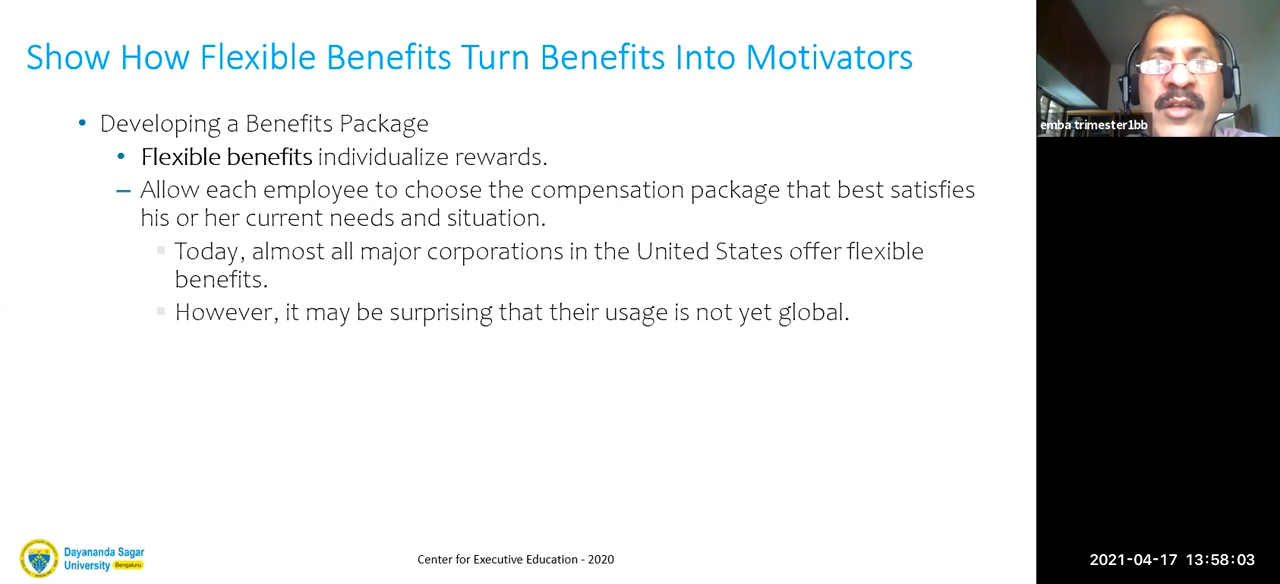 Show How Flexible Benefits Turn Benefits Into Motivators
• Developing a Benefits Package
• Flexible benefits individualize rewards.
– Allow each employee to choose the compensation package that best satisfies
his or her current needs and situation.
▪ Today, almost all major corporations in the United States offer flexible
benefits.
▪ However, it may be surprising that their usage is not yet global.
emba trimester1bb
Dayananda Sagar
University Bengaluru
Center for Executive Education - 2020
2021-04-17 13:58:03